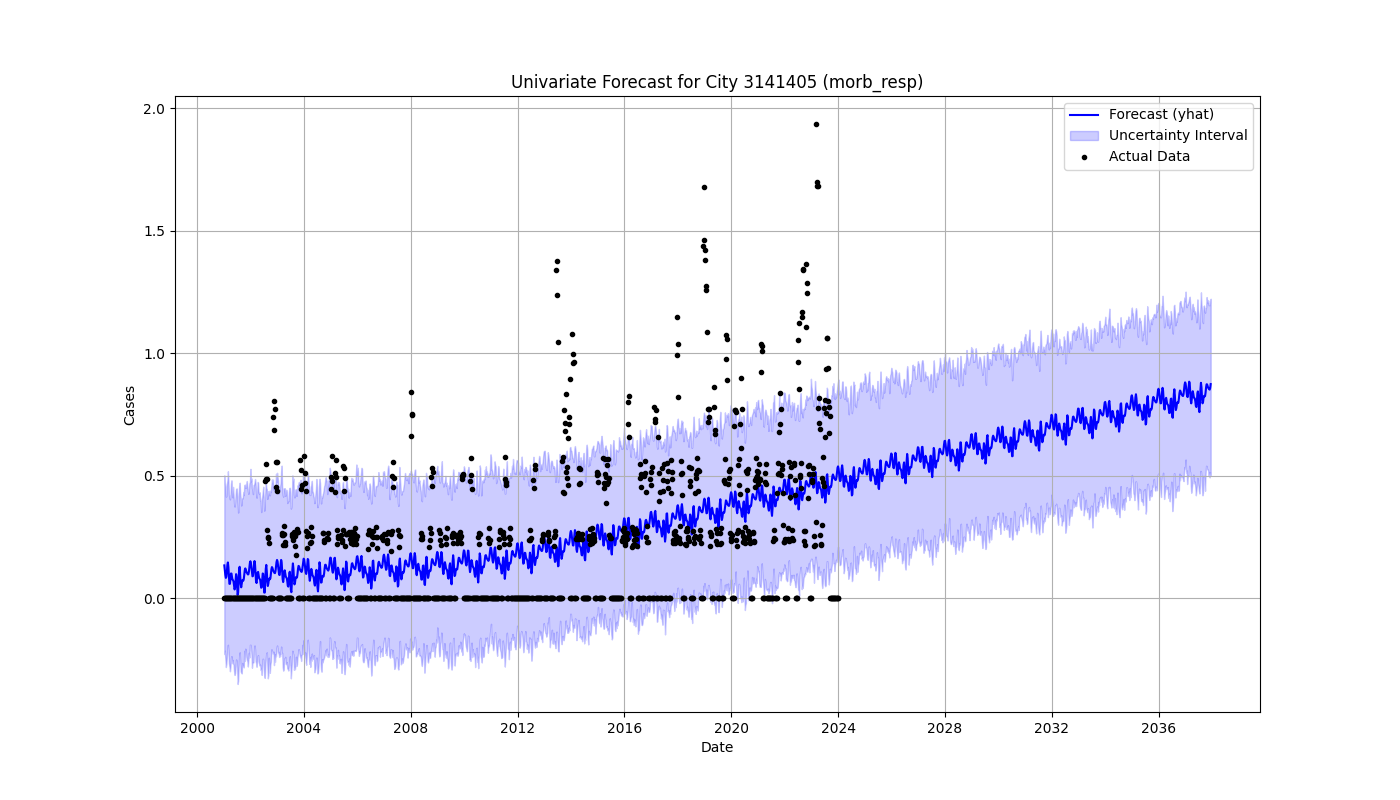 Univariate Forecast for City 3141405 (morb_resp)
Forecast (yhat)
Uncertainty Interval
Actual Data
Cases
2.0
1.5
1.0
0.5
0.0
2000 2004 2008 2012 2016 2020 2024 2028 2032 2036
Date